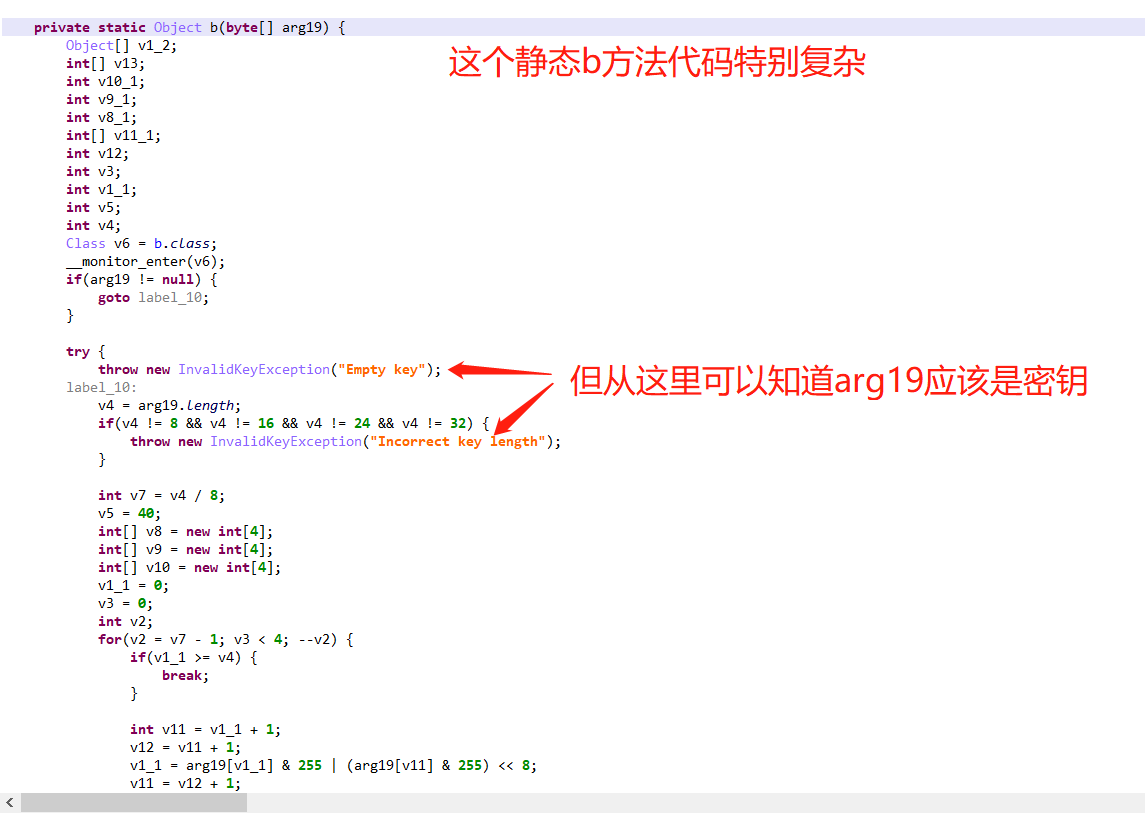 private static Object b(byte[] arg19) {
Object[] v1_2;
这个静态b方法代码特别复杂
int[] v13;
int v10_1;
int v9_1;
int v8_1;
int[] v11_1;
int v12;
int v3;
int v1_1;
int v5;
int v4;
Class v6 = b.class;
__monitor_enter(v6);
if(arg19 != null) {
goto label_10;
}
try {
throw new InvalidKeyException("Empty key");
但从这里可以知道arg19应该是密钥
label_10:
v4 = arg19.length;
if(v4 != 8 && v4 != 16 && v4 != 24 && v4 != 32) {
throw new InvalidKeyException("Incorrect key length");
}
int v7 = v4 / 8;
v5 = 40;
int[] v8 = new int[4];
int[] v9 = new int[4];
int[] v10 = new int[4];
v1_1 = 0;
v3 = 0;
int v2;
for(v2 = v7 - 1; v3 < 4; --v2) {
if(v1_1 >= v4) {
break;
}
int v11 = v1_1 + 1;
v12 = v11 + 1;
v1_1 = arg19[v1_1] & 255 | (arg19[v11] & 255) << 8;
v11 = v12 + 1;